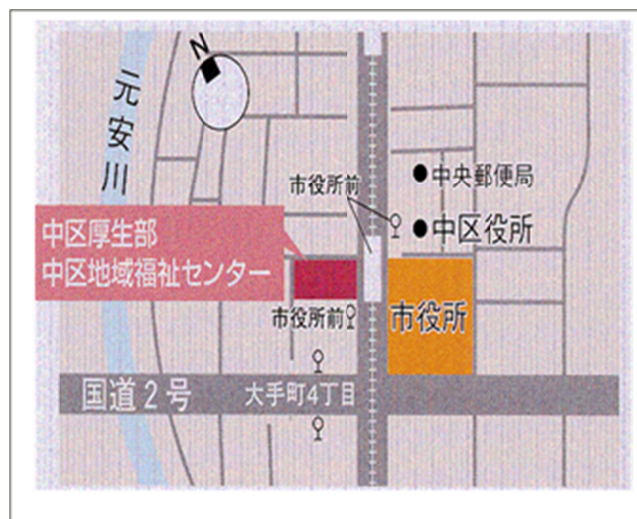 N
元安川
市役所前
中央郵便局
中区役所
中区厚生部
中区地域福祉センター
市役所前
市役所
国道2号
大手町4丁目